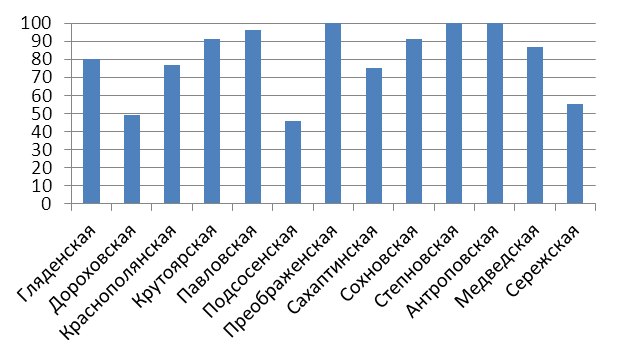 100
90
80
70
60
50
40
30
20
10
0
Гляденская
Дороховская
Краснополянская
Крутоярская
Павловская
Подсосенская
Преображенская
Сахаптинская
Сохновская
Степновская
Антроповская
Медведская
Сережская